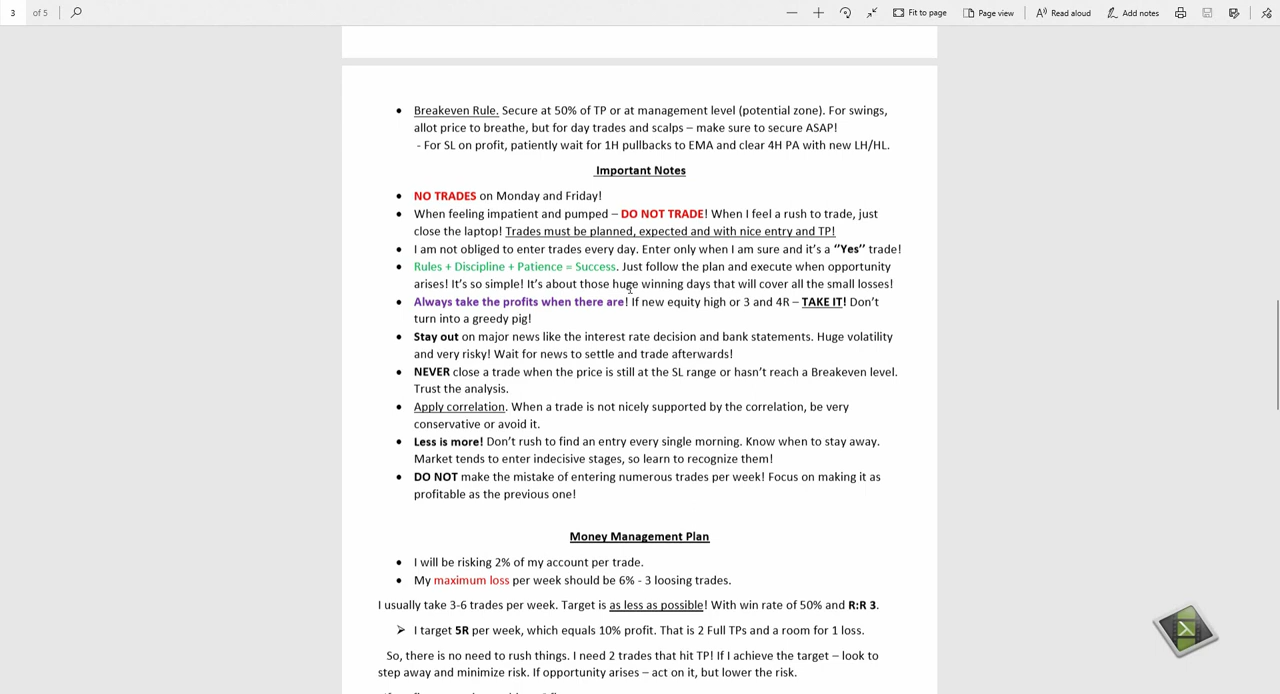 3 of 5 Fit to page Page view Read aloud Add notes
• Breakeven Rule. Secure at 50% of TP or at management level (potential zone). For swings,
allot price to breathe, but for day trades and scalps – make sure to secure ASAP!
- For SL on profit, patiently wait for 1H pullbacks to EMA and clear 4H PA with new LH/HL.
Important Notes
• NO TRADES on Monday and Friday!
• When feeling impatient and pumped – DO NOT TRADE! When I feel a rush to trade, just
close the laptop! Trades must be planned, expected and with nice entry and TP!
• I am not obliged to enter trades every day. Enter only when I am sure and it's a ‘’Yes’’ trade!
• Rules + Discipline + Patience = Success. Just follow the plan and execute when opportunity
arises! It's so simple! It's about those huge winning days that will cover all the small losses!
• Always take the profits when there are! If new equity high or 3 and 4R – TAKE IT! Don't
turn into a greedy pig!
• Stay out on major news like the interest rate decision and bank statements. Huge volatility
and very risky! Wait for news to settle and trade afterwards!
• NEVER close a trade when the price is still at the SL range or hasn't reach a Breakeven level.
Trust the analysis.
• Apply correlation. When a trade is not nicely supported by the correlation, be very
conservative or avoid it.
• Less is more! Don't rush to find an entry every single morning. Know when to stay away.
Market tends to enter indecisive stages, so learn to recognize them!
• DO NOT make the mistake of entering numerous trades per week! Focus on making it as
profitable as the previous one!
Money Management Plan
• I will be risking 2% of my account per trade.
• My maximum loss per week should be 6% - 3 loosing trades.
I usually take 3-6 trades per week. Target is as less as possible! With win rate of 50% and R:R 3.
➢ I target 5R per week, which equals 10% profit. That is 2 Full TPs and a room for 1 loss.
So, there is no need to rush things. I need 2 trades that hit TP! If I achieve the target – look to
step away and minimize risk. If opportunity arises – act on it, but lower the risk.